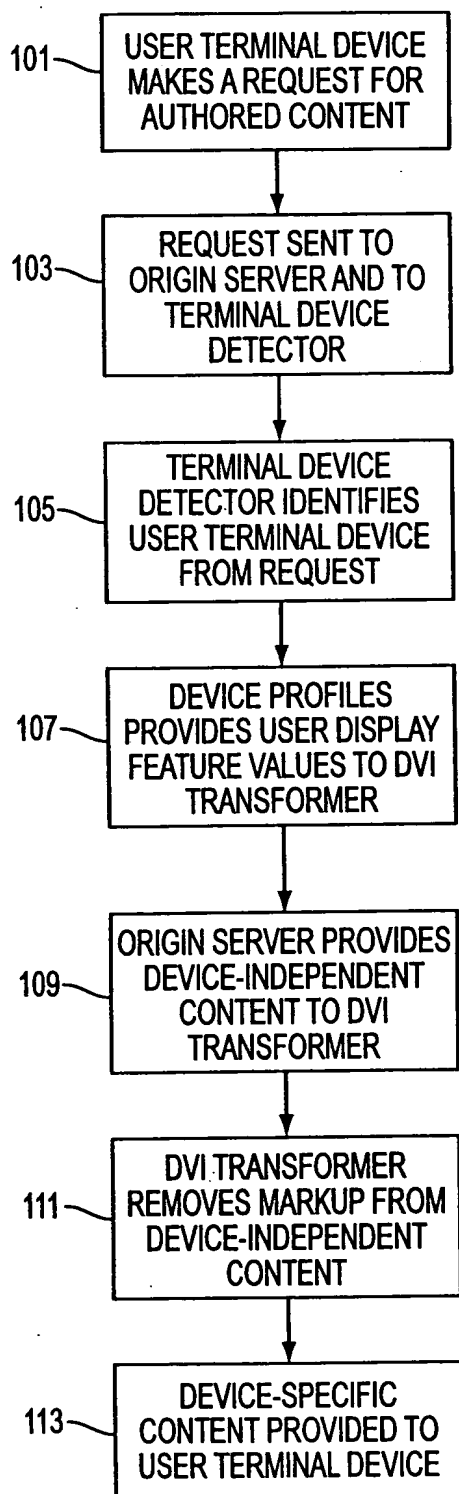 101
USER TERMINAL DEVICE
MAKES A REQUEST FOR
AUTHORED CONTENT
103
REQUEST SENT TO
ORIGIN SERVER AND TO
TERMINAL DEVICE
DETECTOR
105
TERMINAL DEVICE
DETECTOR IDENTIFIES
USER TERMINAL DEVICE
FROM REQUEST
107
DEVICE PROFILES
PROVIDES USER DISPLAY
FEATURE VALUES TO DVI
TRANSFORMER
109
ORIGIN SERVER PROVIDES
DEVICE-INDEPENDENT
CONTENT TO DVI
TRANSFORMER
111
DVI TRANSFORMER
REMOVES MARKUP FROM
DEVICE-INDEPENDENT
CONTENT
113
DEVICE-SPECIFIC
CONTENT PROVIDED TO
USER TERMINAL DEVICE